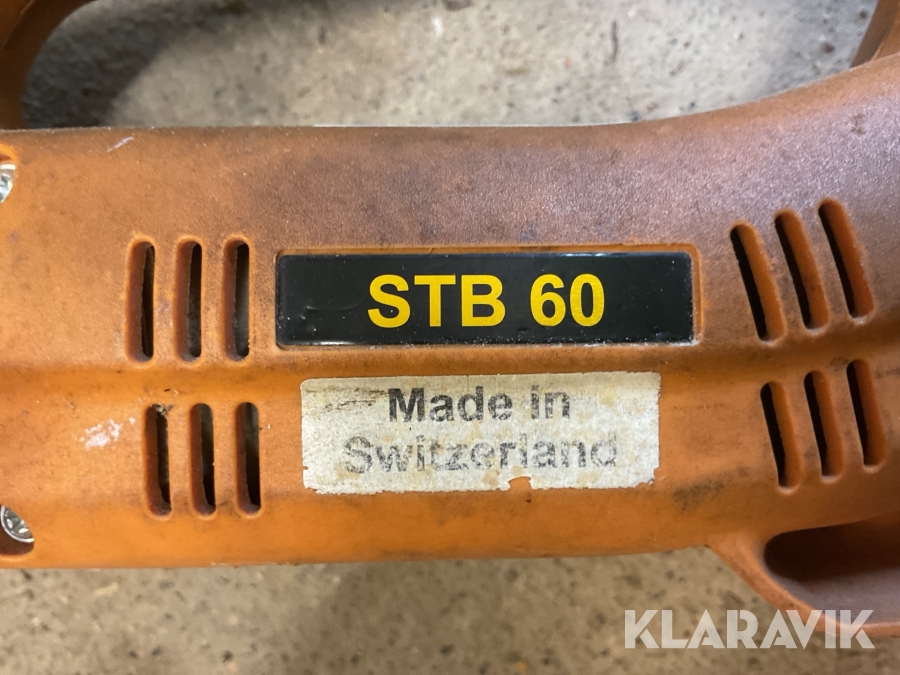 STB 60
Made in
Switzerland
KLARAVIK